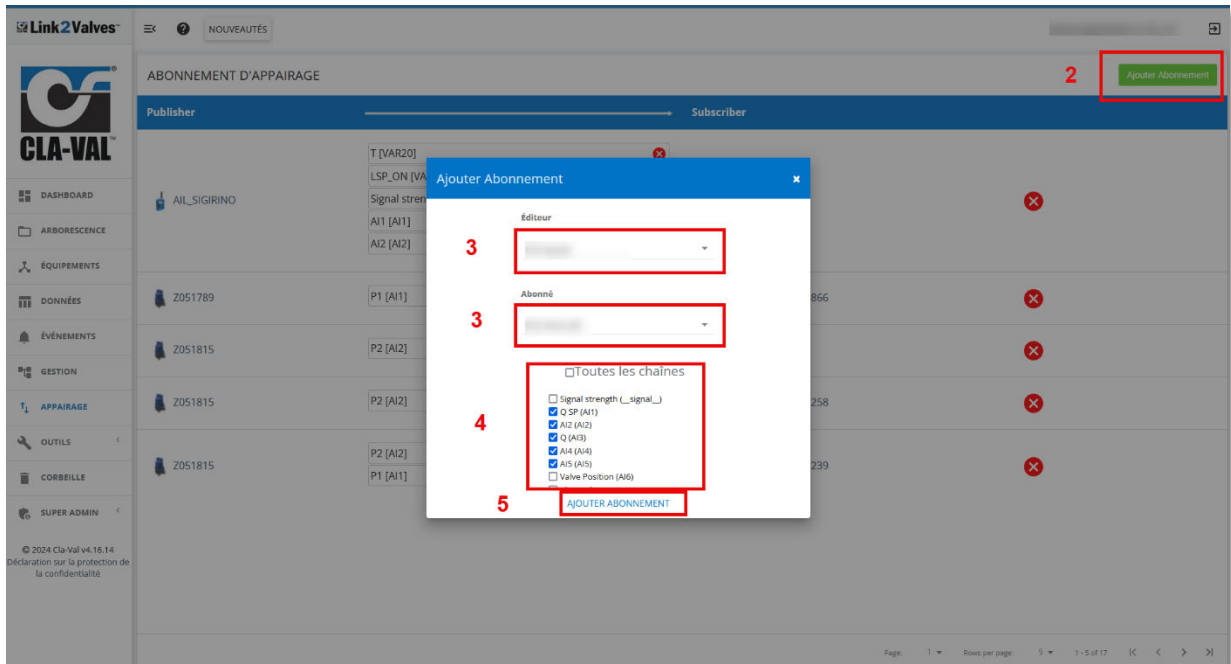 Link2Valves
NOUVEAUTÉS
CLA-VAL
DASHBOARD
ARBORESCENCE
ÉQUIPEMENTS
DONNÉES
ÉVÉNEMENTS
GESTION
APPAIRAGE
OUTILS
CORBEILLE
SUPER ADMIN
© 2024 Cla-Val v4.16.14
Déclaration sur la protection de
la confidentialité
ABONNEMENT D'APPAIRAGE
2
Ajouter Abonnement
Publisher
Subscriber
AIL_SIGIRINO
T [VAR20]
LSP_ON [VA
Signal stren
AI1 [AI1]
AI2 [AI2]
Z051789
P1 [AI1]
866
Z051815
P2 [AI2]
Z051815
P2 [AI2]
258
Z051815
P2 [AI2]
P1 [AI1]
239
Ajouter Abonnement
Éditeur
3
Abonné
3
Toutes les chaînes
4
Signal strength (__signal__)
Q SP (AI1)
AI2 (AI2)
Q (AI3)
AI4 (AI4)
AI5 (AI5)
Valve Position (AI6)
5
AJOUTER ABONNEMENT
Page: 1 Rows per page: 5 1 - 5 of 17